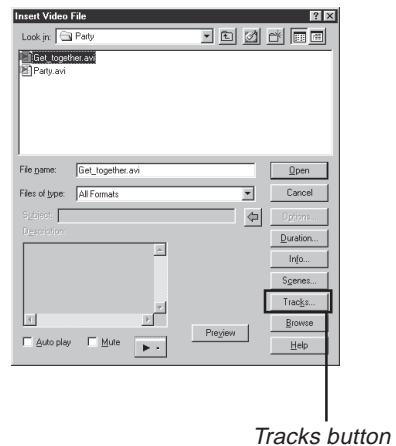 Insert Video File
Look in: Party
Get_together.avi
Party.avi
File name: Get_together.avi Open
Files of type: All Formats Cancel
Subject: Options...
Description: Duration...
Info...
Scenes...
Tracks...
Browse
Auto play Mute Preview Help
Tracks button